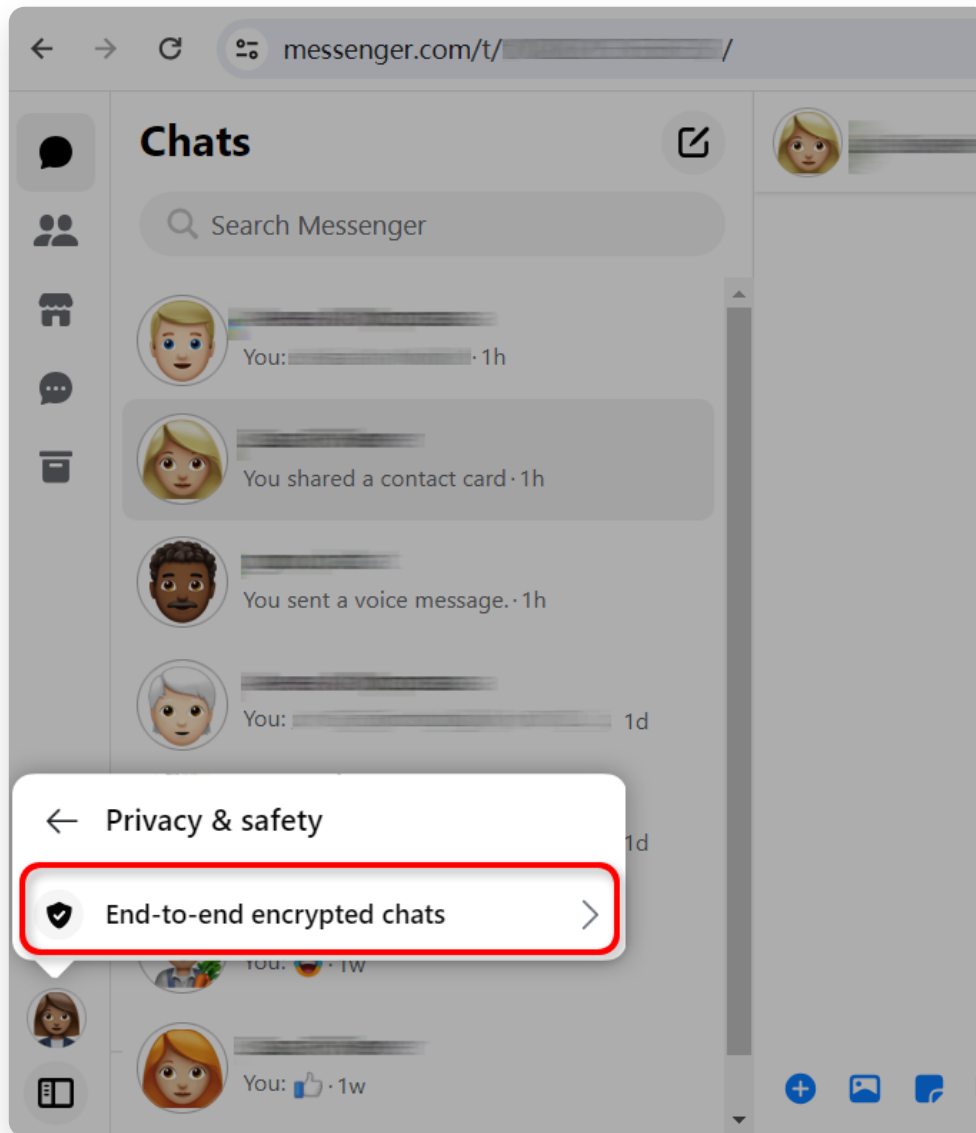 messenger.com/t/ /
Chats
Search Messenger
You: · 1h
You shared a contact card · 1h
You sent a voice message. · 1h
You: 1d
Privacy & safety
1d
End-to-end encrypted chats
You: 😂 · 1w
You: 👍 · 1w